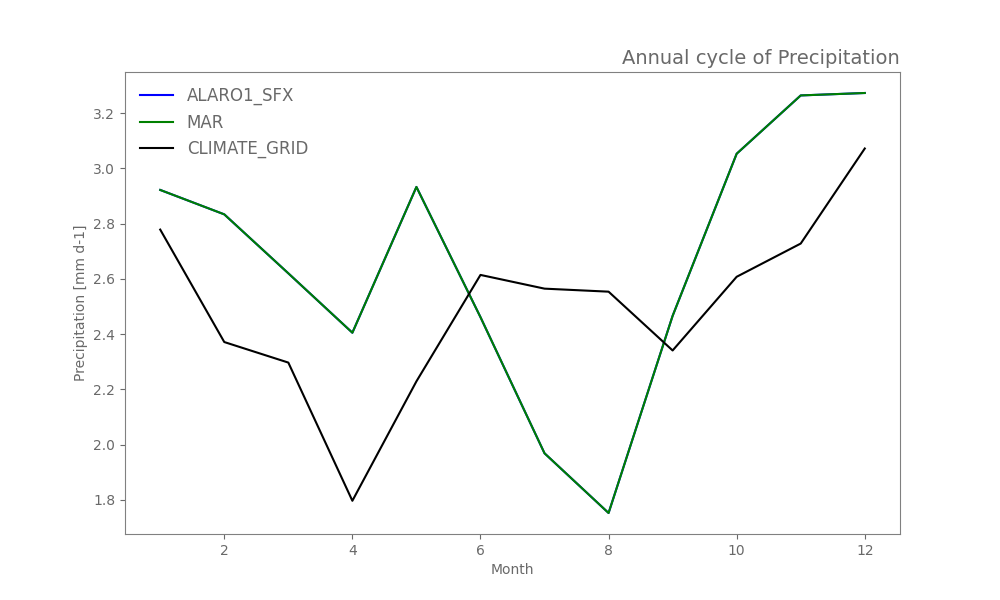 Annual cycle of Precipitation
ALARO1_SFX
MAR
CLIMATE_GRID
Precipitation [mm d-1]
3.2
3.0
2.8
2.6
2.4
2.2
2.0
1.8
2 4 6 8 10 12
Month